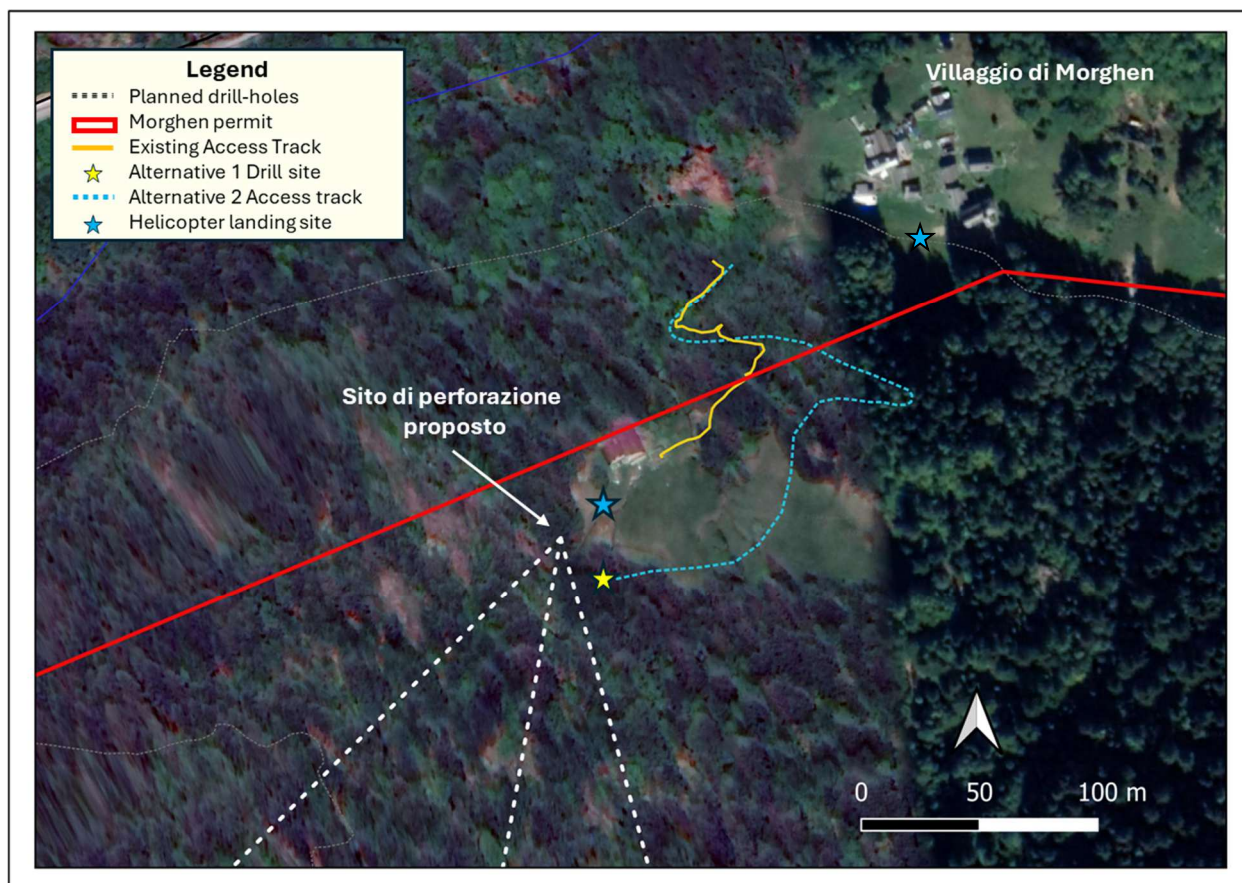 Legend
Planned drill-holes
Morghen permit
Existing Access Track
Alternative 1 Drill site
Alternative 2 Access track
Helicopter landing site
Villaggio di Morghen
Sito di perforazione
proposto
0 50 100 m